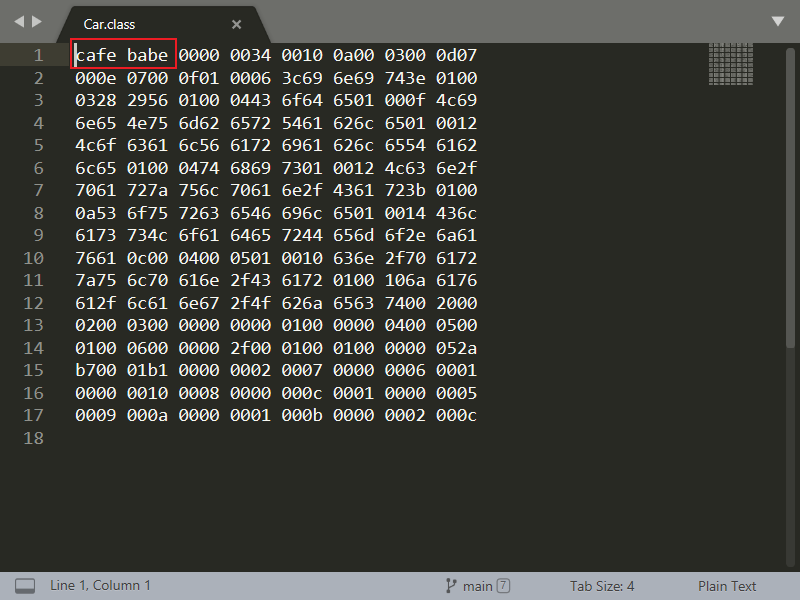 Car.class ×
1 cafe babe 0000 0034 0010 0a00 0300 0d07
2 000e 0700 0f01 0006 3c69 6e69 743e 0100
3 0328 2956 0100 0443 6f64 6501 000f 4c69
4 6e65 4e75 6d62 6572 5461 626c 6501 0012
5 4c6f 6361 6c56 6172 6961 626c 6554 6162
6 6c65 0100 0474 6869 7301 0012 4c63 6e2f
7 7061 727a 756c 7061 6e2f 4361 723b 0100
8 0a53 6f75 7263 6546 696c 6501 0014 436c
9 6173 734c 6f61 6465 7244 656d 6f2e 6a61
10 7661 0c00 0400 0501 0010 636e 2f70 6172
11 7a75 6c70 616e 2f43 6172 0100 106a 6176
12 612f 6c61 6e67 2f4f 626a 6563 7400 2000
13 0200 0300 0000 0000 0100 0000 0400 0500
14 0100 0600 0000 2f00 0100 0100 0000 052a
15 b700 01b1 0000 0002 0007 0000 0006 0001
16 0000 0010 0008 0000 000c 0001 0000 0005
17 0009 000a 0000 0001 000b 0000 0002 000c
18
Line 1, Column 1 main 7 Tab Size: 4 Plain Text